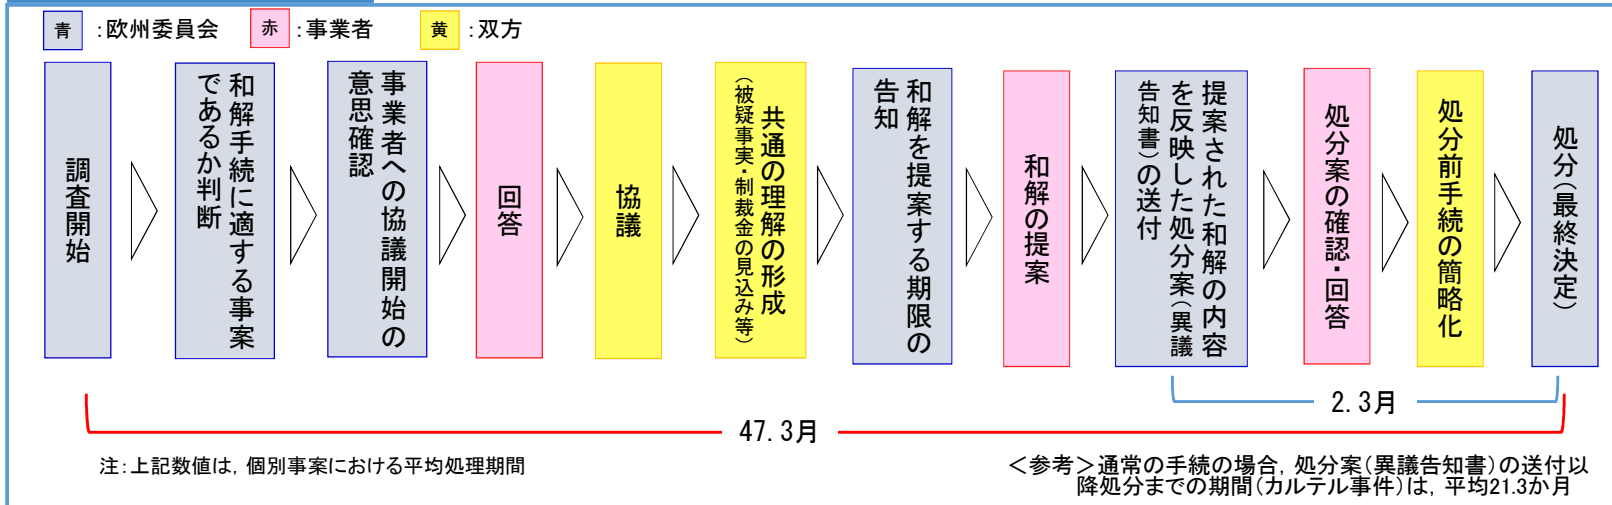 青 :欧州委員会 赤 :事業者 黄 :双方
調査開始
和解手続に適する事案
であるか判断
事業者への協議開始の
意思確認
回答
協議
共通の理解の形成
(被疑事実・制裁金の見込み等)
和解を提案する期限の
告知
和解の提案
提案された和解の内容
を反映した処分案(異議
告知書)の送付
処分案の確認・回答
処分前手続の簡略化
処分(最終決定)
2.3月
47.3月
注:上記数値は,個別事案における平均処理期間
<参考>通常の手続の場合,処分案(異議告知書)の送付以
降処分までの期間(カルテル事件)は,平均21.3か月